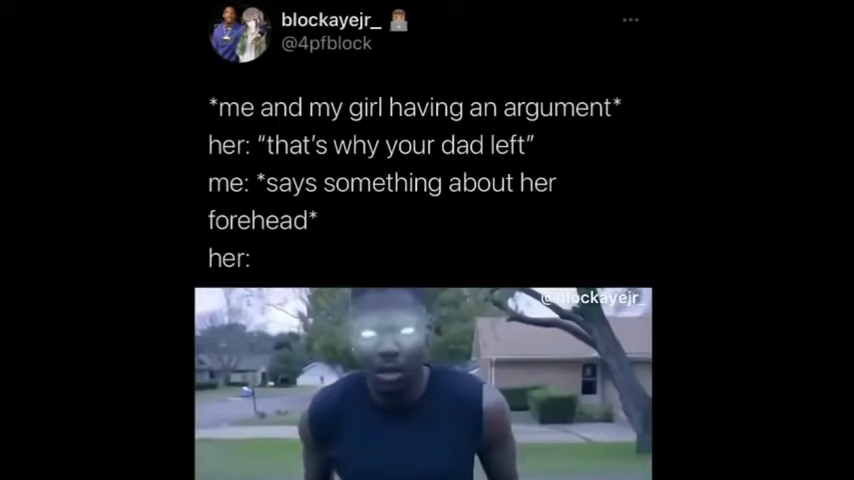 blockayejr_ 👨🏽‍💻
@4pfblock
*me and my girl having an argument*
her: “that’s why your dad left”
me: *says something about her
forehead*
her:
@blockayejr_